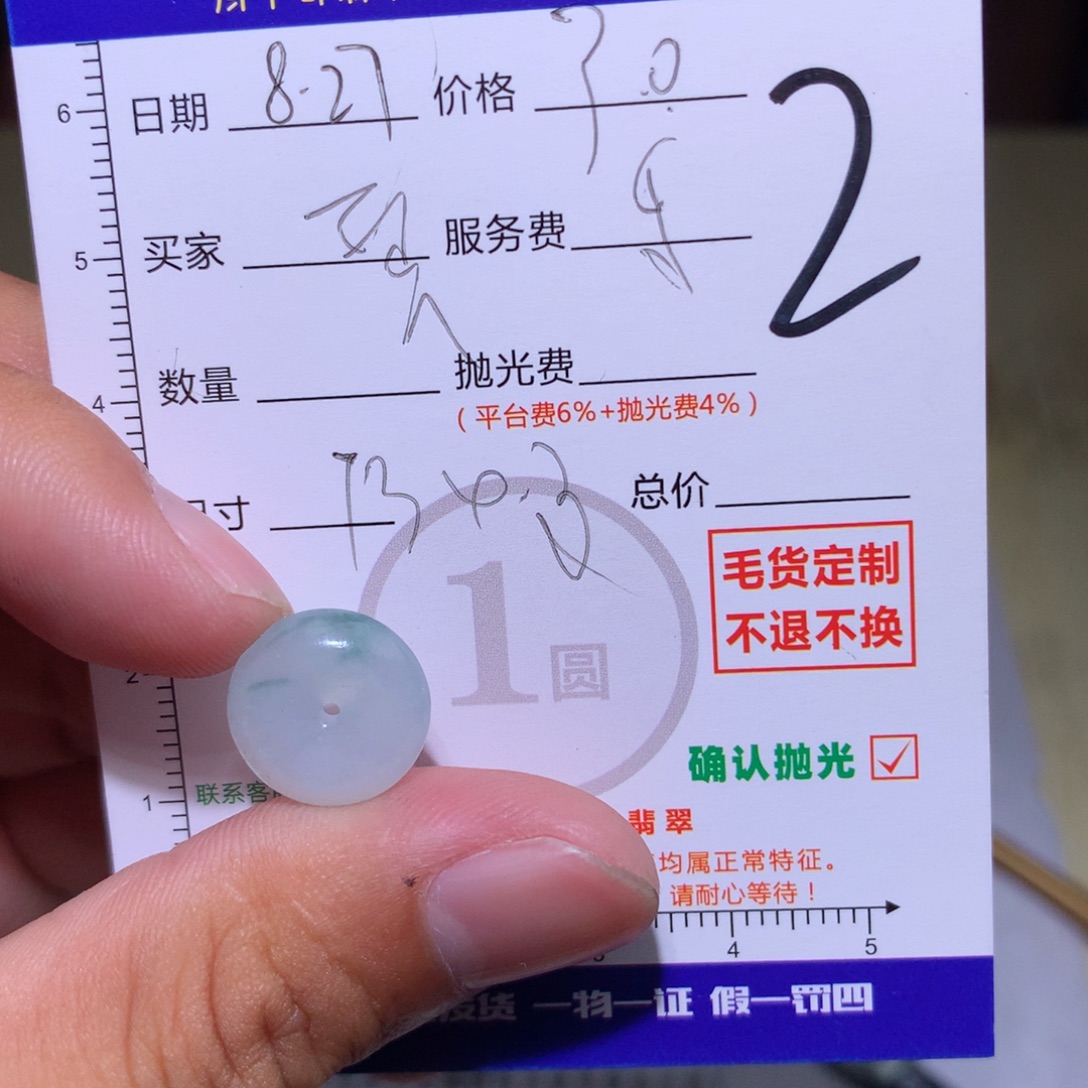 6 日期 8.27 价格
2
5 买家 服务费
数量 抛光费
4
(平台费6%+抛光费4%)
寸 总价
毛货定制
不退不换
1圆
2
确认抛光
1 联系客
翡翠
均属正常特征。
请耐心等待!
4 5
一物一证 假一罚四